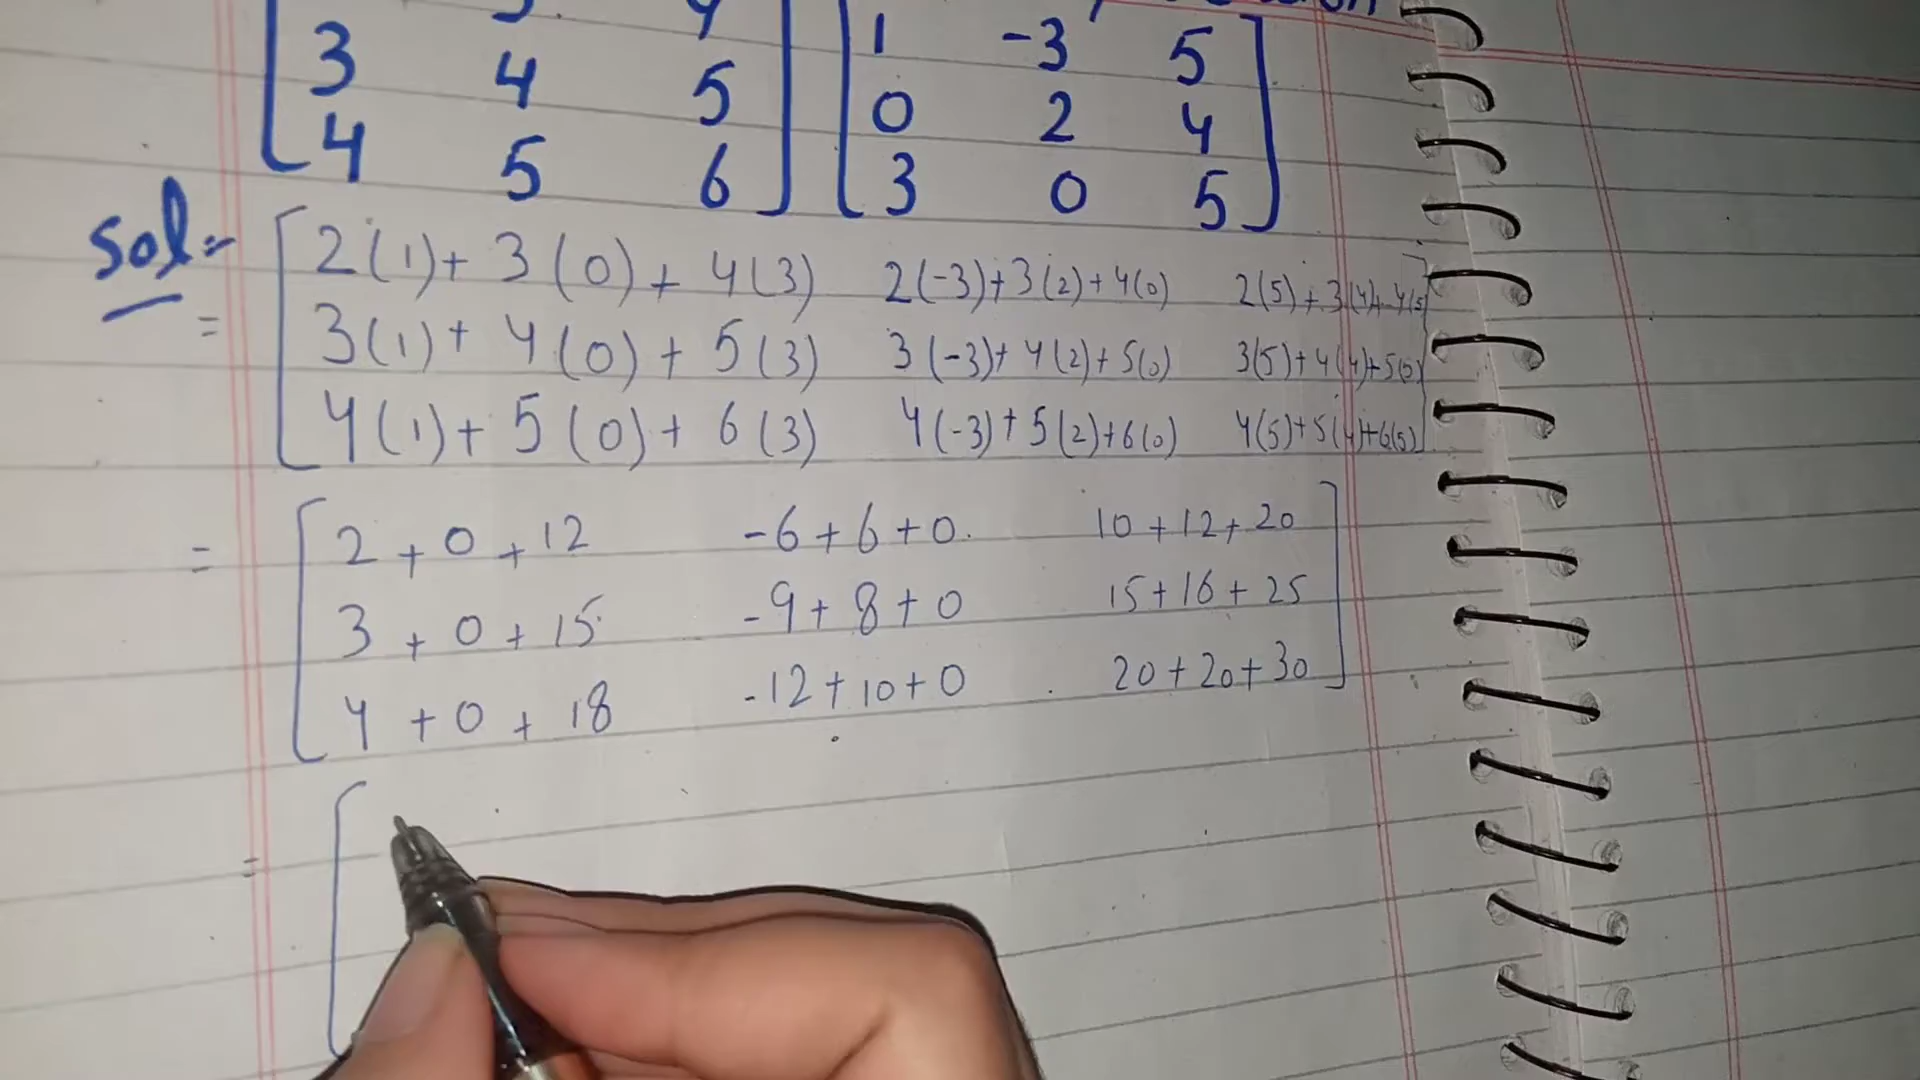 3 4 5 1 -3 5
4 5 6 0 2 4
3 0 5
Sol:-
= [2(1)+ 3(0)+ 4(3) 2(-3)+3(2)+4(0) 2(5)+3(4)+4(5)
3(1)+ 4(0)+ 5(3) 3(-3)+4(2)+5(0) 3(5)+4(4)+5(5)
4(1)+ 5(0)+ 6(3) 4(-3)+5(2)+6(0) 4(5)+5(4)+6(5)]
= [2+0+12 -6+6+0 10+12+20
3+0+15 -9+8+0 15+16+25
4+0+18 -12+10+0 20+20+30]
= [